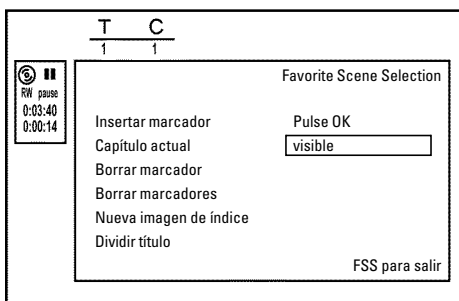 T C
1 1
RW pause
0:03:40
0:00:14
Favorite Scene Selection
Insertar marcador Pulse OK
Capítulo actual visible
Borrar marcador
Borrar marcadores
Nueva imagen de índice
Dividir título
FSS para salir